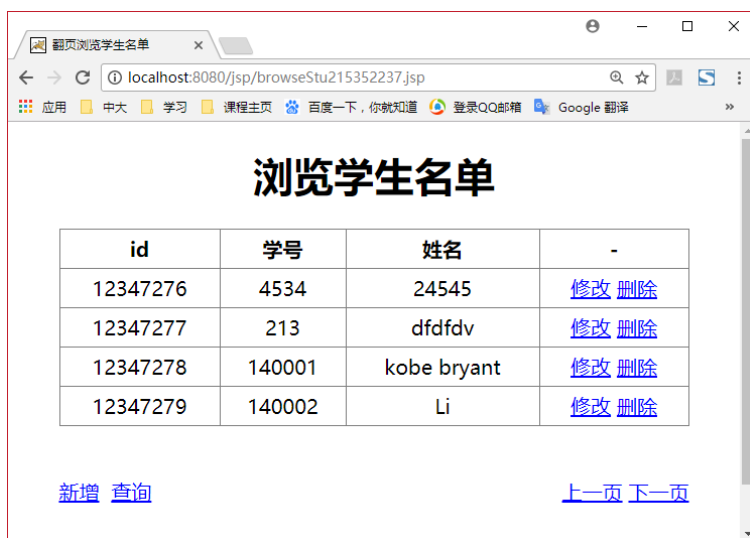 翻页浏览学生名单
localhost:8080/jsp/browseStu215352237.jsp
应用 中大 学习 课程主页 百度一下，你就知道 登录QQ邮箱 Google 翻译 »
浏览学生名单
id 学号 姓名 -
12347276 4534 24545 修改 删除
12347277 213 dfdfdv 修改 删除
12347278 140001 kobe bryant 修改 删除
12347279 140002 Li 修改 删除
新增 查询 上一页 下一页